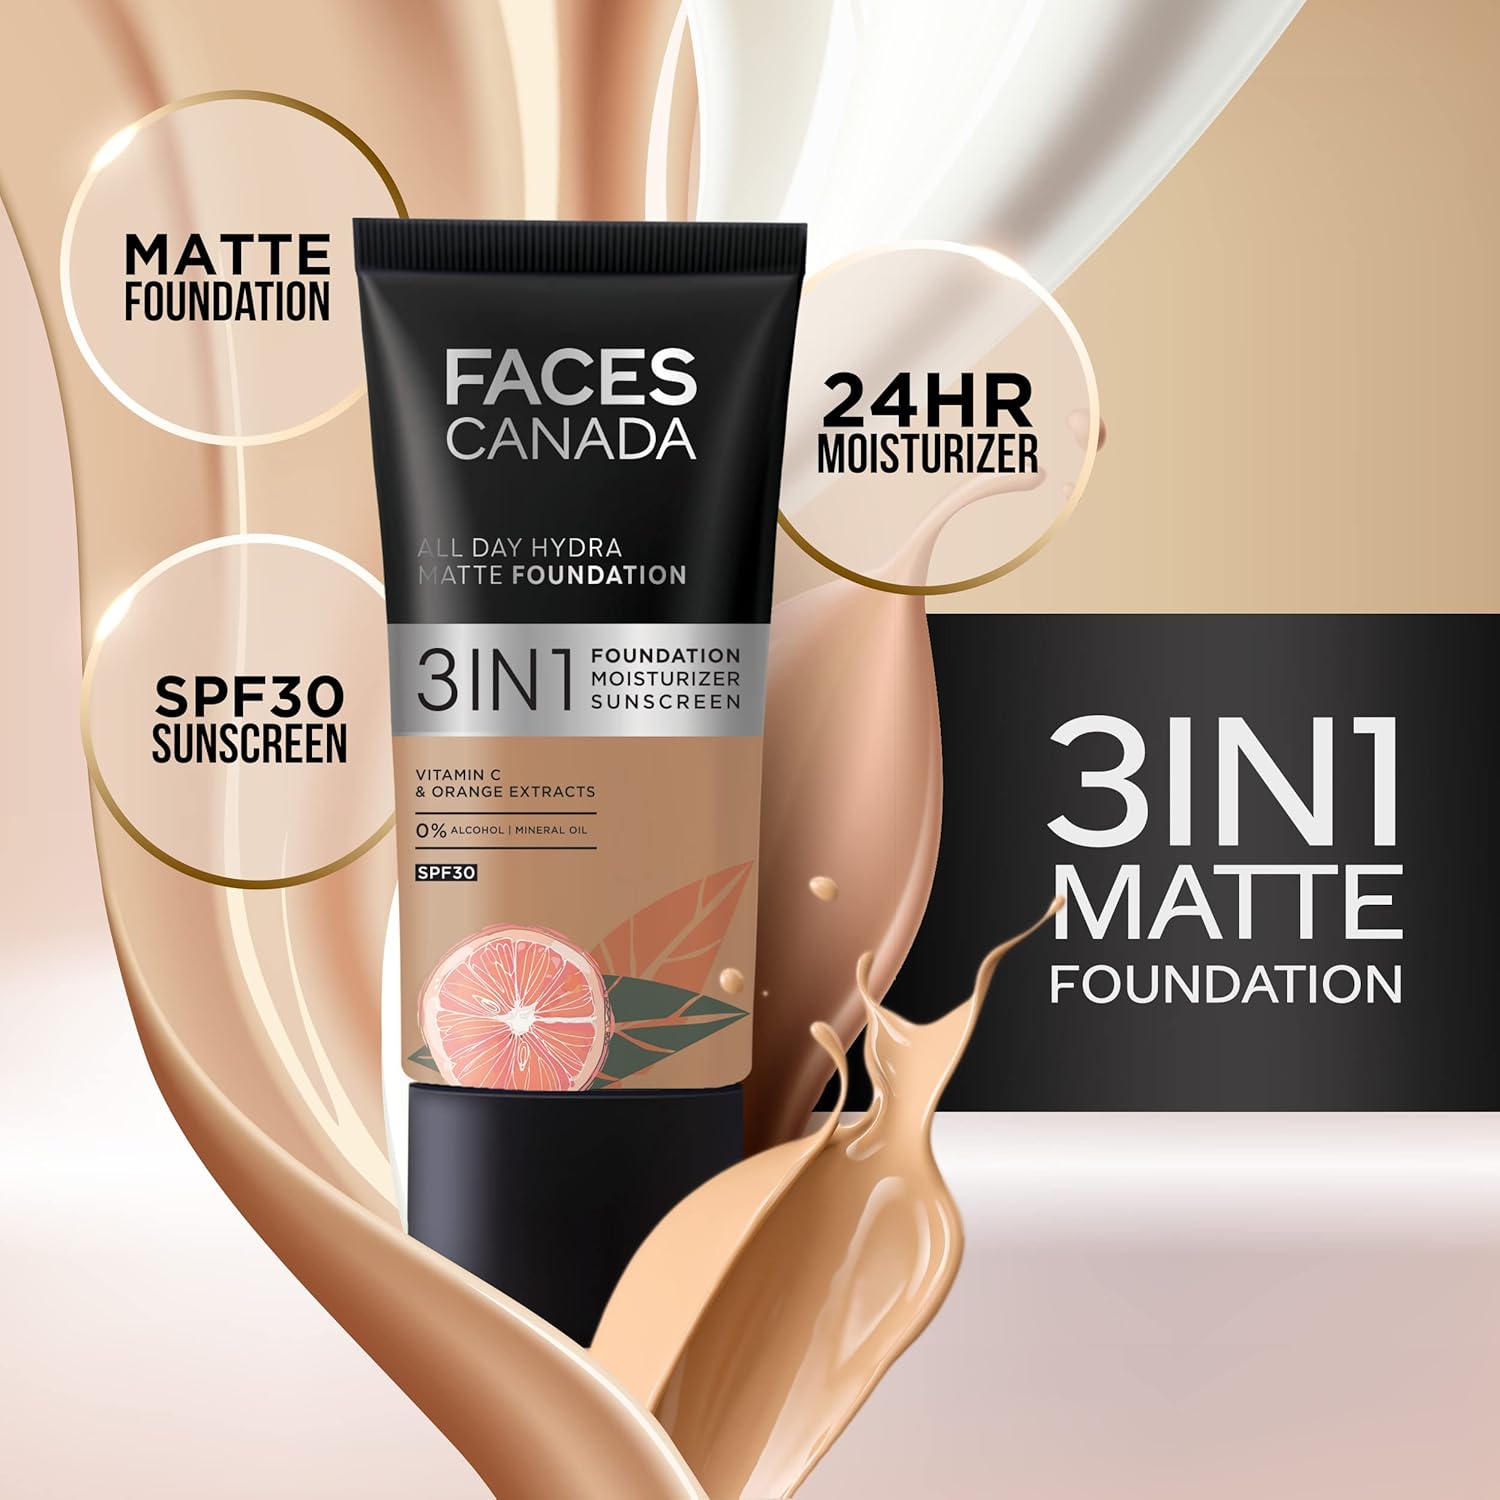 MATTE
FOUNDATION
SPF30
SUNSCREEN
FACES
CANADA
ALL DAY HYDRA
MATTE FOUNDATION
3IN1
FOUNDATION
MOISTURIZER
SUNSCREEN
VITAMIN C
& ORANGE EXTRACTS
0% ALCOHOL | MINERAL OIL
SPF30
24HR
MOISTURIZER
3IN1
MATTE
FOUNDATION